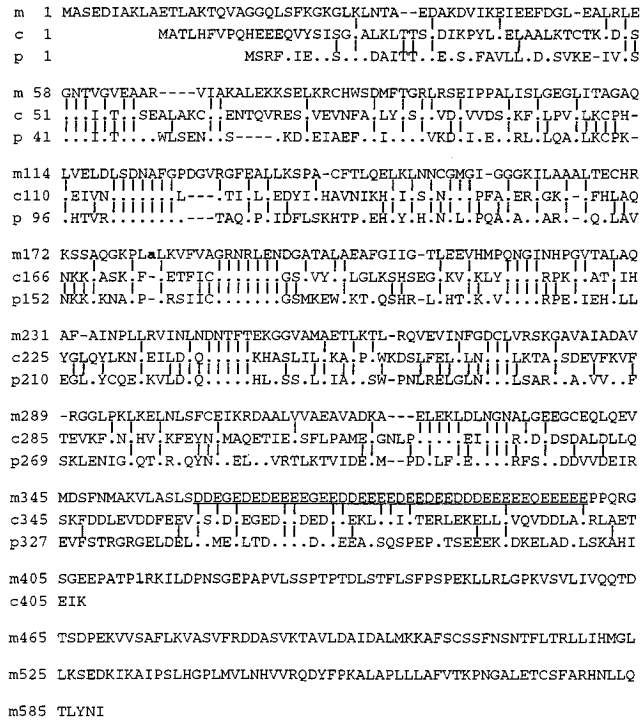 m 1 MASEDIAKLAETLAKTQVAGGQLSFKGKGLKLNTA--EDAKDVIKEIEEFDGL-EALRLE
c 1 MATLHFVPQHEEEQVYSISG.ALKLTTS.DIKPYL.ELAALKTCTK.D.S
p 1 MSRF.IE..S...DAITT..E.S.FAVLL.D.SVKE-IV.S
m 58 GNTVGVEAAR-----VIAKALEKKSELKRCHWSDMFTGRLRSEIPPALISLGEGLITAGAQ
c 51 ...I.T..SEALAKC..ENTQVRES.VEVNFA.LY.S..VD.VVDS.KF.LPV.LKCPH-
p 41 .I..T.....WLSEN..S----KD.EIAEF..I....VKD.I.ER..RL.LQA.LKCPK-
m114 LVELDLSDNAFGPDGVRGFEALLKSPA-CFTLQELKLNNCGMGI-GGGKILAAALTECHR
c110 .EIVN........L...---.TI.L.EDYI.HAVNIKH.I.S.N...PFA.ER.GK-.FHLAQ
p 96 .HTVR........---TAQ.P.IDFLSKHTP.EH.Y.H.N.L.PQA..A..AR..Q.LAV
m172 KSSAQGKPLaLKVFVAGRNRLENDGATALAEAFGIIG-TLEEVHMPQNGINHPGVTALAQ
c166 NKK.ASK.F..ETFIC........GS.VY..LGLKSHSEG.KV.KLY....RPK..AT.IH
p152 NKK.KNA.P..RSIIC........GSMKEW.KT.QSHR.L.HT.K.V....RPE.IEH.LL
m231 AF-AINPLLRVINLNDNTFTEKGGVAMAETLKTL-RQVEVINFGDCLVRSKGAVAIADAV
c225 YGLQYLKN.EILD.Q.....KHASLIL.KA.P.WKDSLFEL.LN...LKTA.SDEVFKVF
p210 EGL.YCQE.KVLD.Q.....HL.SS.LI.IA..SW-PNLRELGLN...LSAR..A.VV..F
m289 -RGGLPKLKELNLSFCEIKRDAALVVAEAVADKA---ELEKLDLNGNALGEEGCEQLQEV
c285 TEVKF.N.HV.KFEYN.MAQETIE.SFLPAME.GNLP.....EI...R.D.DSDALDLLQ
p269 SKLENIG.QT.R.QYN.EL..VRTLKTVIDE.M--PD.LF.E....RFS.DDVVDEIR
m345 MDSFNMAKVLASLSDDEGEDEDEEEEGEEDDEEEEDEEDEEDDDEEEEEQEEEEEPPQRG
c345 SKFDDLEVDDFEEV.S.D.EGED..DED..EKL..I.TERLEKELL.VQVDDLA.RLAET
p327 EVFSTRGRGELDEL..ME.LTD....D..EEA.SQSPEP.TSEEEK.DKELAD.LSKAHI
m405 SGEEPATPlRKILDPNSGEPAPVLSSPTPTDLSTFLSFPSPEKLLRLGPKVSVLIVQQTD
c405 EIK
m465 TSDPEKVVSAFLKVASVFRDDASVKTAVLDAIDALMKKAFSCSSFNSNTFLTRLLIHMGL
m525 LKSEDKIKAIPSLHGPLMVLNHVVRQDYFPKALAPLLLAFVTKPNGALETCSFARHNLLQ
m585 TLYNI